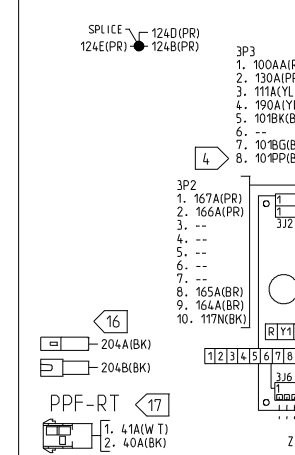 SPLICE
124D(PR)
124E(PR)
124B(PR)
3P3
1. 100AA(
2. 130A(P
3. 111A(YL
4. 190A(Y
5. 101BK(B
6. --
7. 101BG(B
8. 101PP(B
4
3P2
1. 167A(PR)
2. 166A(PR)
3. --
4. --
5. --
6. --
7. --
8. 165A(BR)
9. 164A(BR)
10. 117N(BK)
1
1
3J2
R Y1
1 2 3 4 5 6 7 8
3J6
1
16
204A(BK)
204B(BK)
PPF-RT
17
1. 41A(W T)
2. 40A(BK)
Z